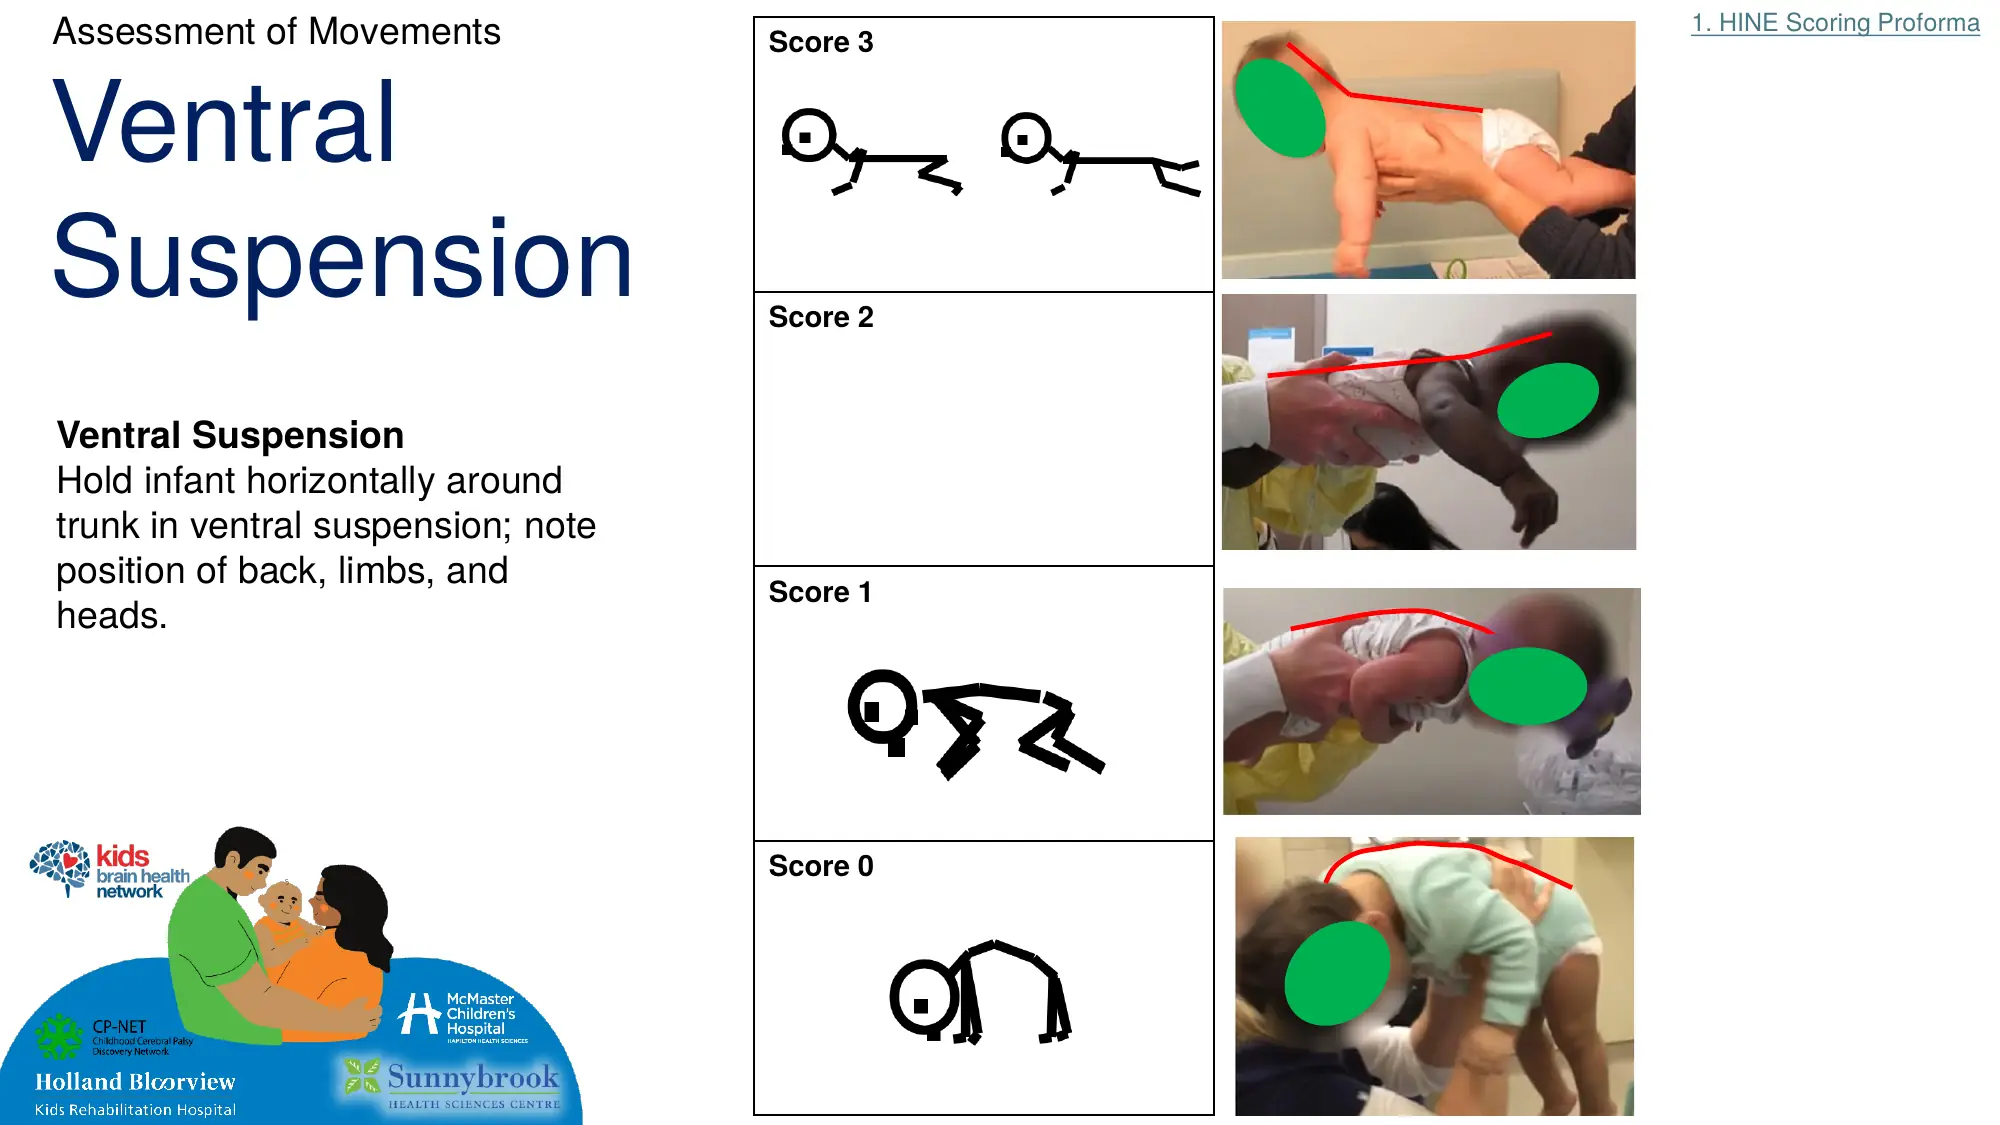 Assessment of Movements
Ventral
Suspension
Ventral Suspension
Hold infant horizontally around
trunk in ventral suspension; note
position of back, limbs, and
heads.
Score 3
Score 2
Score 1
Score 0
1. HINE Scoring Proforma
kids
brain health
network
CP-NET
Childhood Cerebral Palsy
Discovery Network
McMaster
Children's
Hospital
HAMILTON HEALTH SCIENCES
Holland Bloorview
Kids Rehabilitation Hospital
Sunnybrook
HEALTH SCIENCES CENTRE